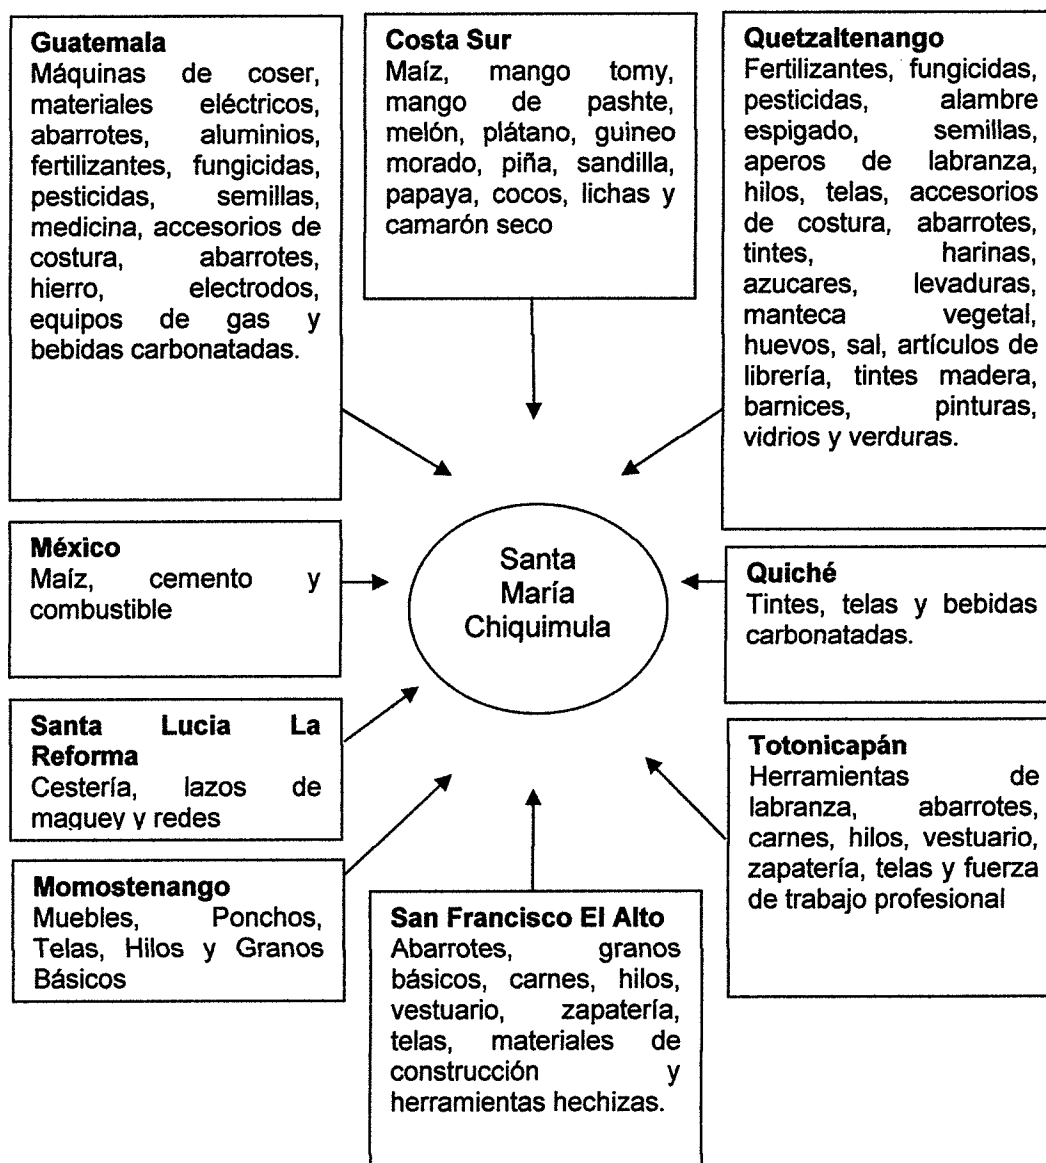 Guatemala
Máquinas de coser,
materiales eléctricos,
abarrotes, aluminios,
fertilizantes, fungicidas,
pesticidas, semillas,
medicina, accesorios de
costura, abarrotes,
hierro, electrodos,
equipos de gas y
bebidas carbonatadas.
Costa Sur
Maíz, mango tomy,
mango de pashte,
melón, plátano, guineo
morado, piña, sandilla,
papaya, cocos, lichas y
camarón seco
Quetzaltenango
Fertilizantes, fungicidas,
pesticidas, alambre
espigado, semillas,
aperos de labranza,
hilos, telas, accesorios
de costura, abarrotes,
tintes, harinas,
azucares, levaduras,
manteca vegetal,
huevos, sal, artículos de
librería, tintes madera,
barnices, pinturas,
vidrios y verduras.
México
Maíz, cemento y
combustible
Santa
María
Chiquimula
Quiché
Tintes, telas y bebidas
carbonatadas.
Santa Lucia La
Reforma
Cestería, lazos de
maguey y redes
Totonicapán
Herramientas de
labranza, abarrotes,
carnes, hilos, vestuario,
zapatería, telas y fuerza
de trabajo profesional
Momostenango
Muebles, Ponchos,
Telas, Hilos y Granos
Básicos
San Francisco El Alto
Abarrotes, granos
básicos, carnes, hilos,
vestuario, zapatería,
telas, materiales de
construcción y
herramientas hechizas.